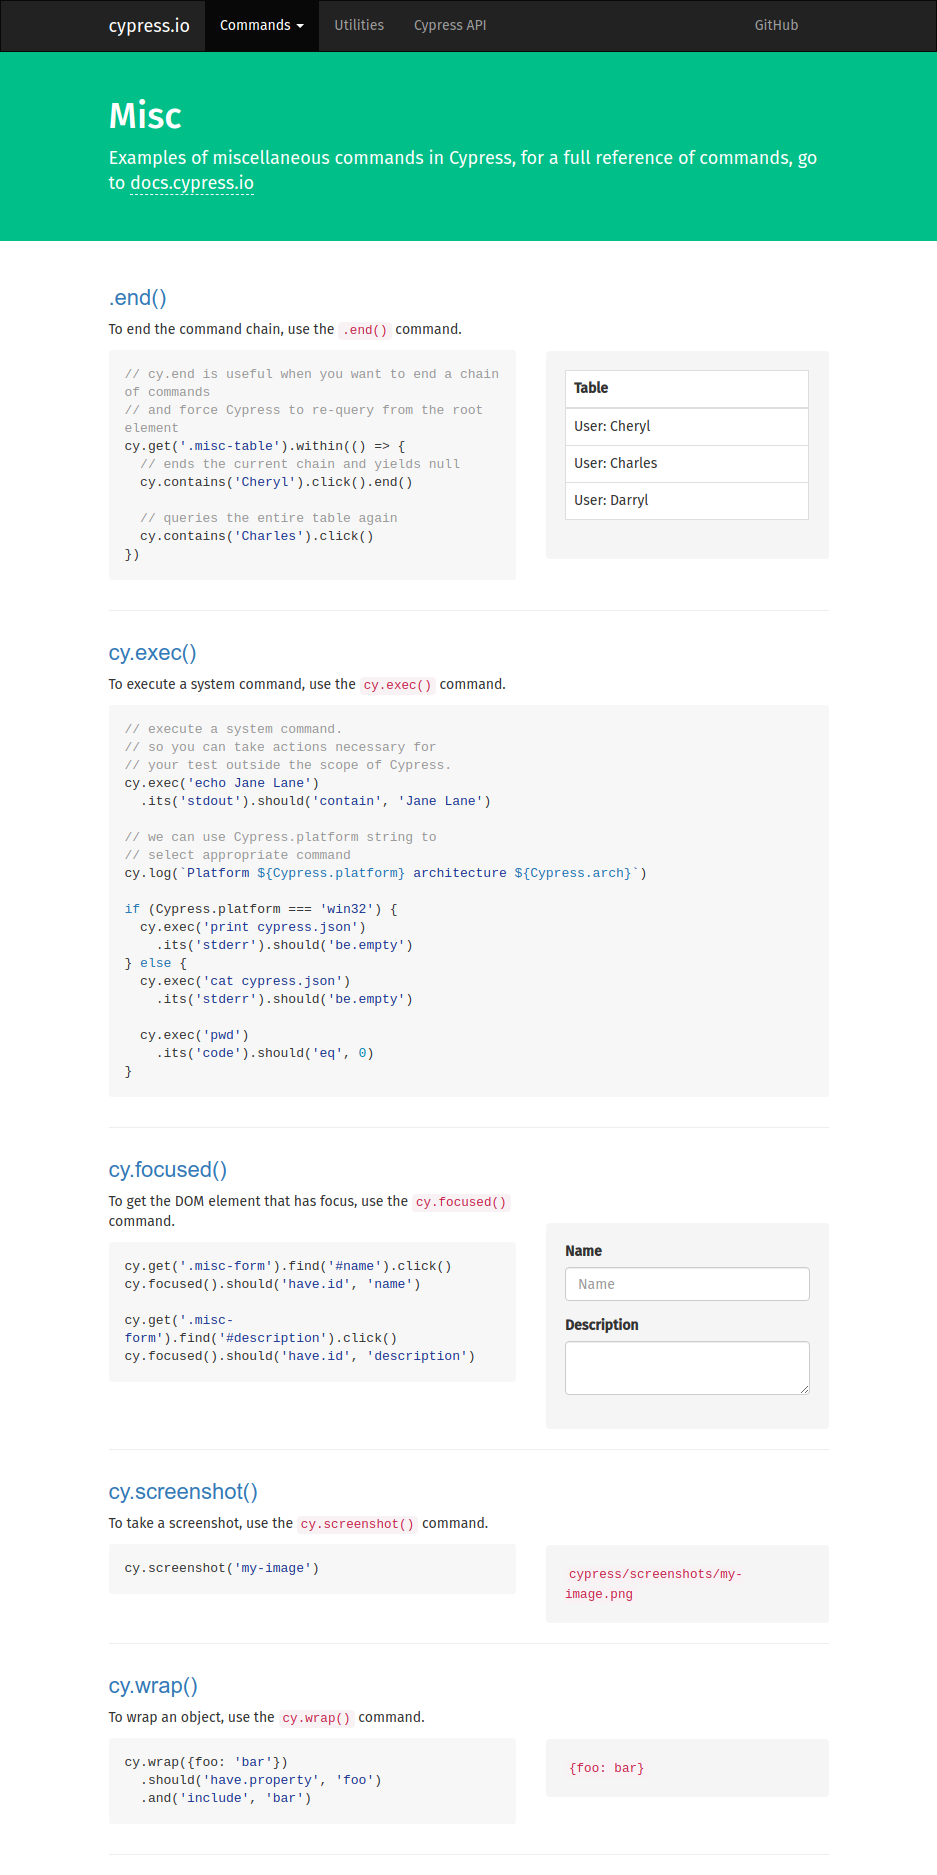 cypress.io Commands Utilities Cypress API GitHub
Misc
Examples of miscellaneous commands in Cypress, for a full reference of commands, go
to docs.cypress.io
.end()
To end the command chain, use the .end() command.
// cy.end is useful when you want to end a chain
of commands
// and force Cypress to re-query from the root
element
cy.get('.misc-table').within(() => {
  // ends the current chain and yields null
  cy.contains('Cheryl').click().end()

  // queries the entire table again
  cy.contains('Charles').click()
})
Table
User: Cheryl
User: Charles
User: Darryl
cy.exec()
To execute a system command, use the cy.exec() command.
// execute a system command.
// so you can take actions necessary for
// your test outside the scope of Cypress.
cy.exec('echo Jane Lane')
  .its('stdout').should('contain', 'Jane Lane')

// we can use Cypress.platform string to
// select appropriate command
cy.log(`Platform ${Cypress.platform} architecture ${Cypress.arch}`)

if (Cypress.platform === 'win32') {
  cy.exec('print cypress.json')
    .its('stderr').should('be.empty')
} else {
  cy.exec('cat cypress.json')
    .its('stderr').should('be.empty')

  cy.exec('pwd')
    .its('code').should('eq', 0)
}
cy.focused()
To get the DOM element that has focus, use the cy.focused()
command.
cy.get('.misc-form').find('#name').click()
cy.focused().should('have.id', 'name')

cy.get('.misc-
form').find('#description').click()
cy.focused().should('have.id', 'description')
Name
Name
Description
cy.screenshot()
To take a screenshot, use the cy.screenshot() command.
cy.screenshot('my-image')
cypress/screenshots/my-
image.png
cy.wrap()
To wrap an object, use the cy.wrap() command.
cy.wrap({foo: 'bar'})
  .should('have.property', 'foo')
  .and('include', 'bar')
{foo: bar}